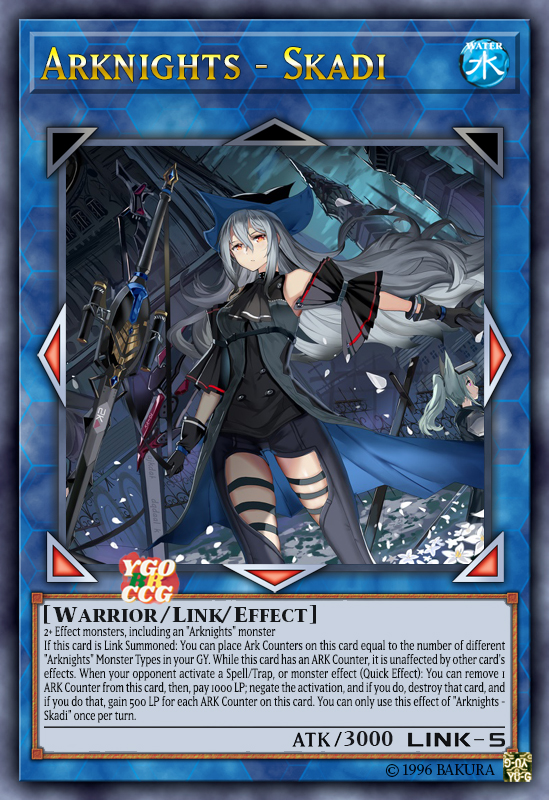 ARKNIGHTS - SKADI
WATER
水
YGO
CCG
[WARRIOR/LINK/EFFECT]
2+ Effect monsters, including an "Arknights" monster
If this card is Link Summoned: You can place Ark Counters on this card equal to the number of different
"Arknights" Monster Types in your GY. While this card has an ARK Counter, it is unaffected by other card's
effects. When your opponent activate a Spell/Trap, or monster effect (Quick Effect): You can remove 1
ARK Counter from this card, then, pay 1000 LP; negate the activation, and if you do, destroy that card, and
if you do that, gain 500 LP for each ARK Counter on this card. You can only use this effect of "Arknights -
Skadi" once per turn.
ATK/3000 LINK-5
© 1996 BAKURA